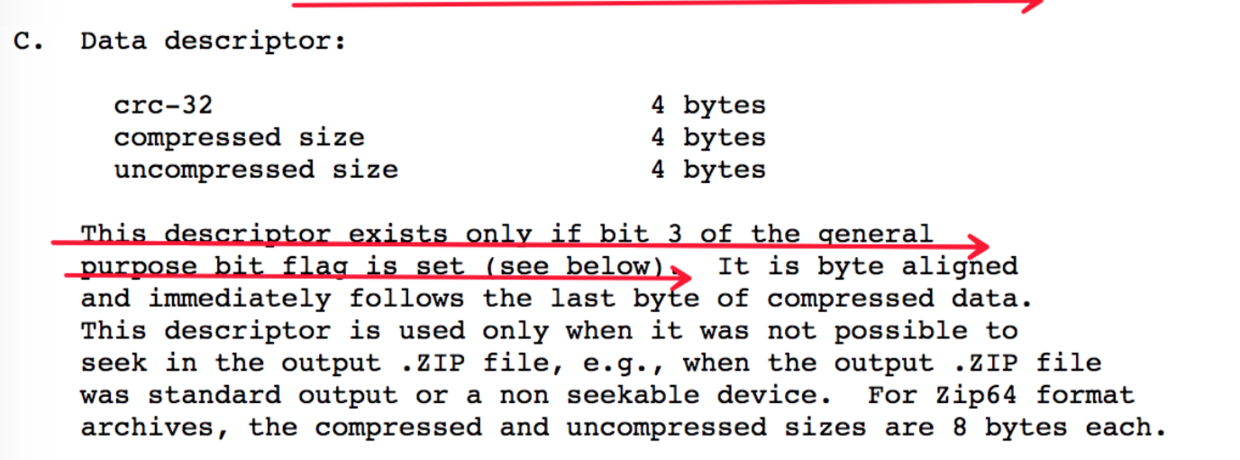 C. Data descriptor:
crc-32 4 bytes
compressed size 4 bytes
uncompressed size 4 bytes
This descriptor exists only if bit 3 of the general
purpose bit flag is set (see below). It is byte aligned
and immediately follows the last byte of compressed data.
This descriptor is used only when it was not possible to
seek in the output .ZIP file, e.g., when the output .ZIP file
was standard output or a non seekable device. For Zip64 format
archives, the compressed and uncompressed sizes are 8 bytes each.